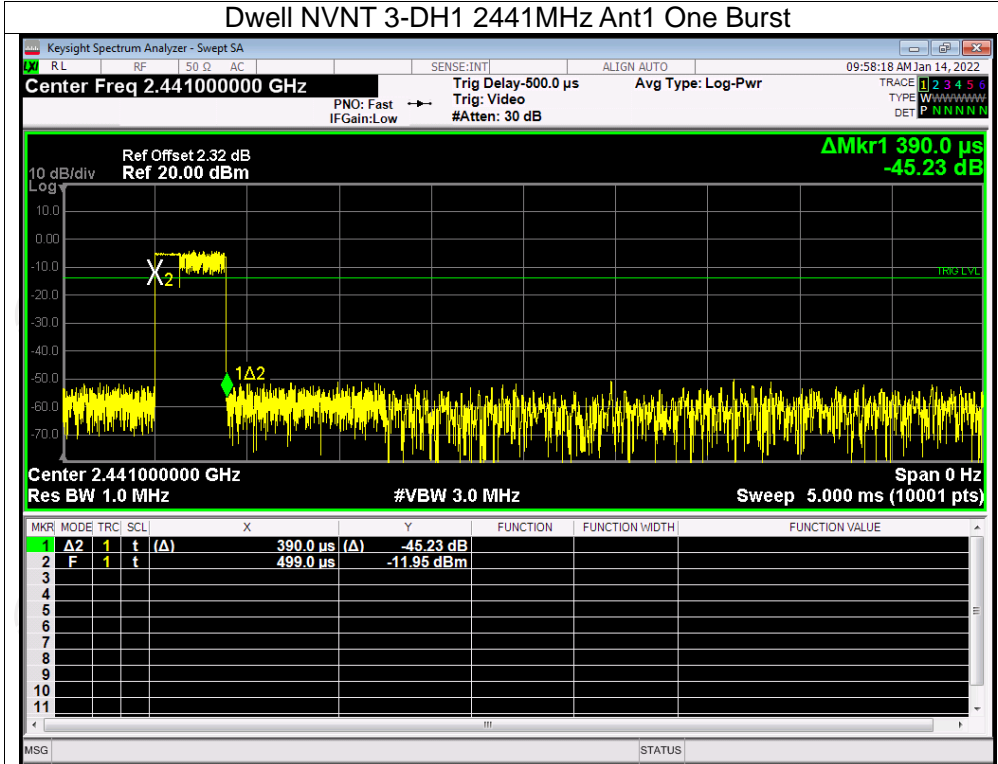 Dwell NVNT 3-DH1 2441MHz Ant1 One Burst
Keysight Spectrum Analyzer - Swept SA
LXI RL RF 50 Ω AC SENSE:INT ALIGN AUTO 09:58:18 AM Jan 14, 2022
Center Freq 2.441000000 GHz Trig Delay-500.0 µs Avg Type: Log-Pwr TRACE 1 2 3 4 5 6
PNO: Fast Trig: Video TYPE WWWWWW
IFGain:Low #Atten: 30 dB DET P N N N N N
ΔMkr1 390.0 µs
-45.23 dB
Ref Offset 2.32 dB
10 dB/div Ref 20.00 dBm
Log
10.0
0.00
-10.0
X2
TRIG LVL
-20.0
-30.0
-40.0
-50.0
1Δ2
-60.0
-70.0
Center 2.441000000 GHz Span 0 Hz
Res BW 1.0 MHz #VBW 3.0 MHz Sweep 5.000 ms (10001 pts)
MKR MODE TRC SCL X Y FUNCTION FUNCTION WIDTH FUNCTION VALUE
1 Δ2 1 t (Δ) 390.0 µs (Δ) -45.23 dB
2 F 1 t 499.0 µs -11.95 dBm
3
4
5
6
7
8
9
10
11
MSG STATUS